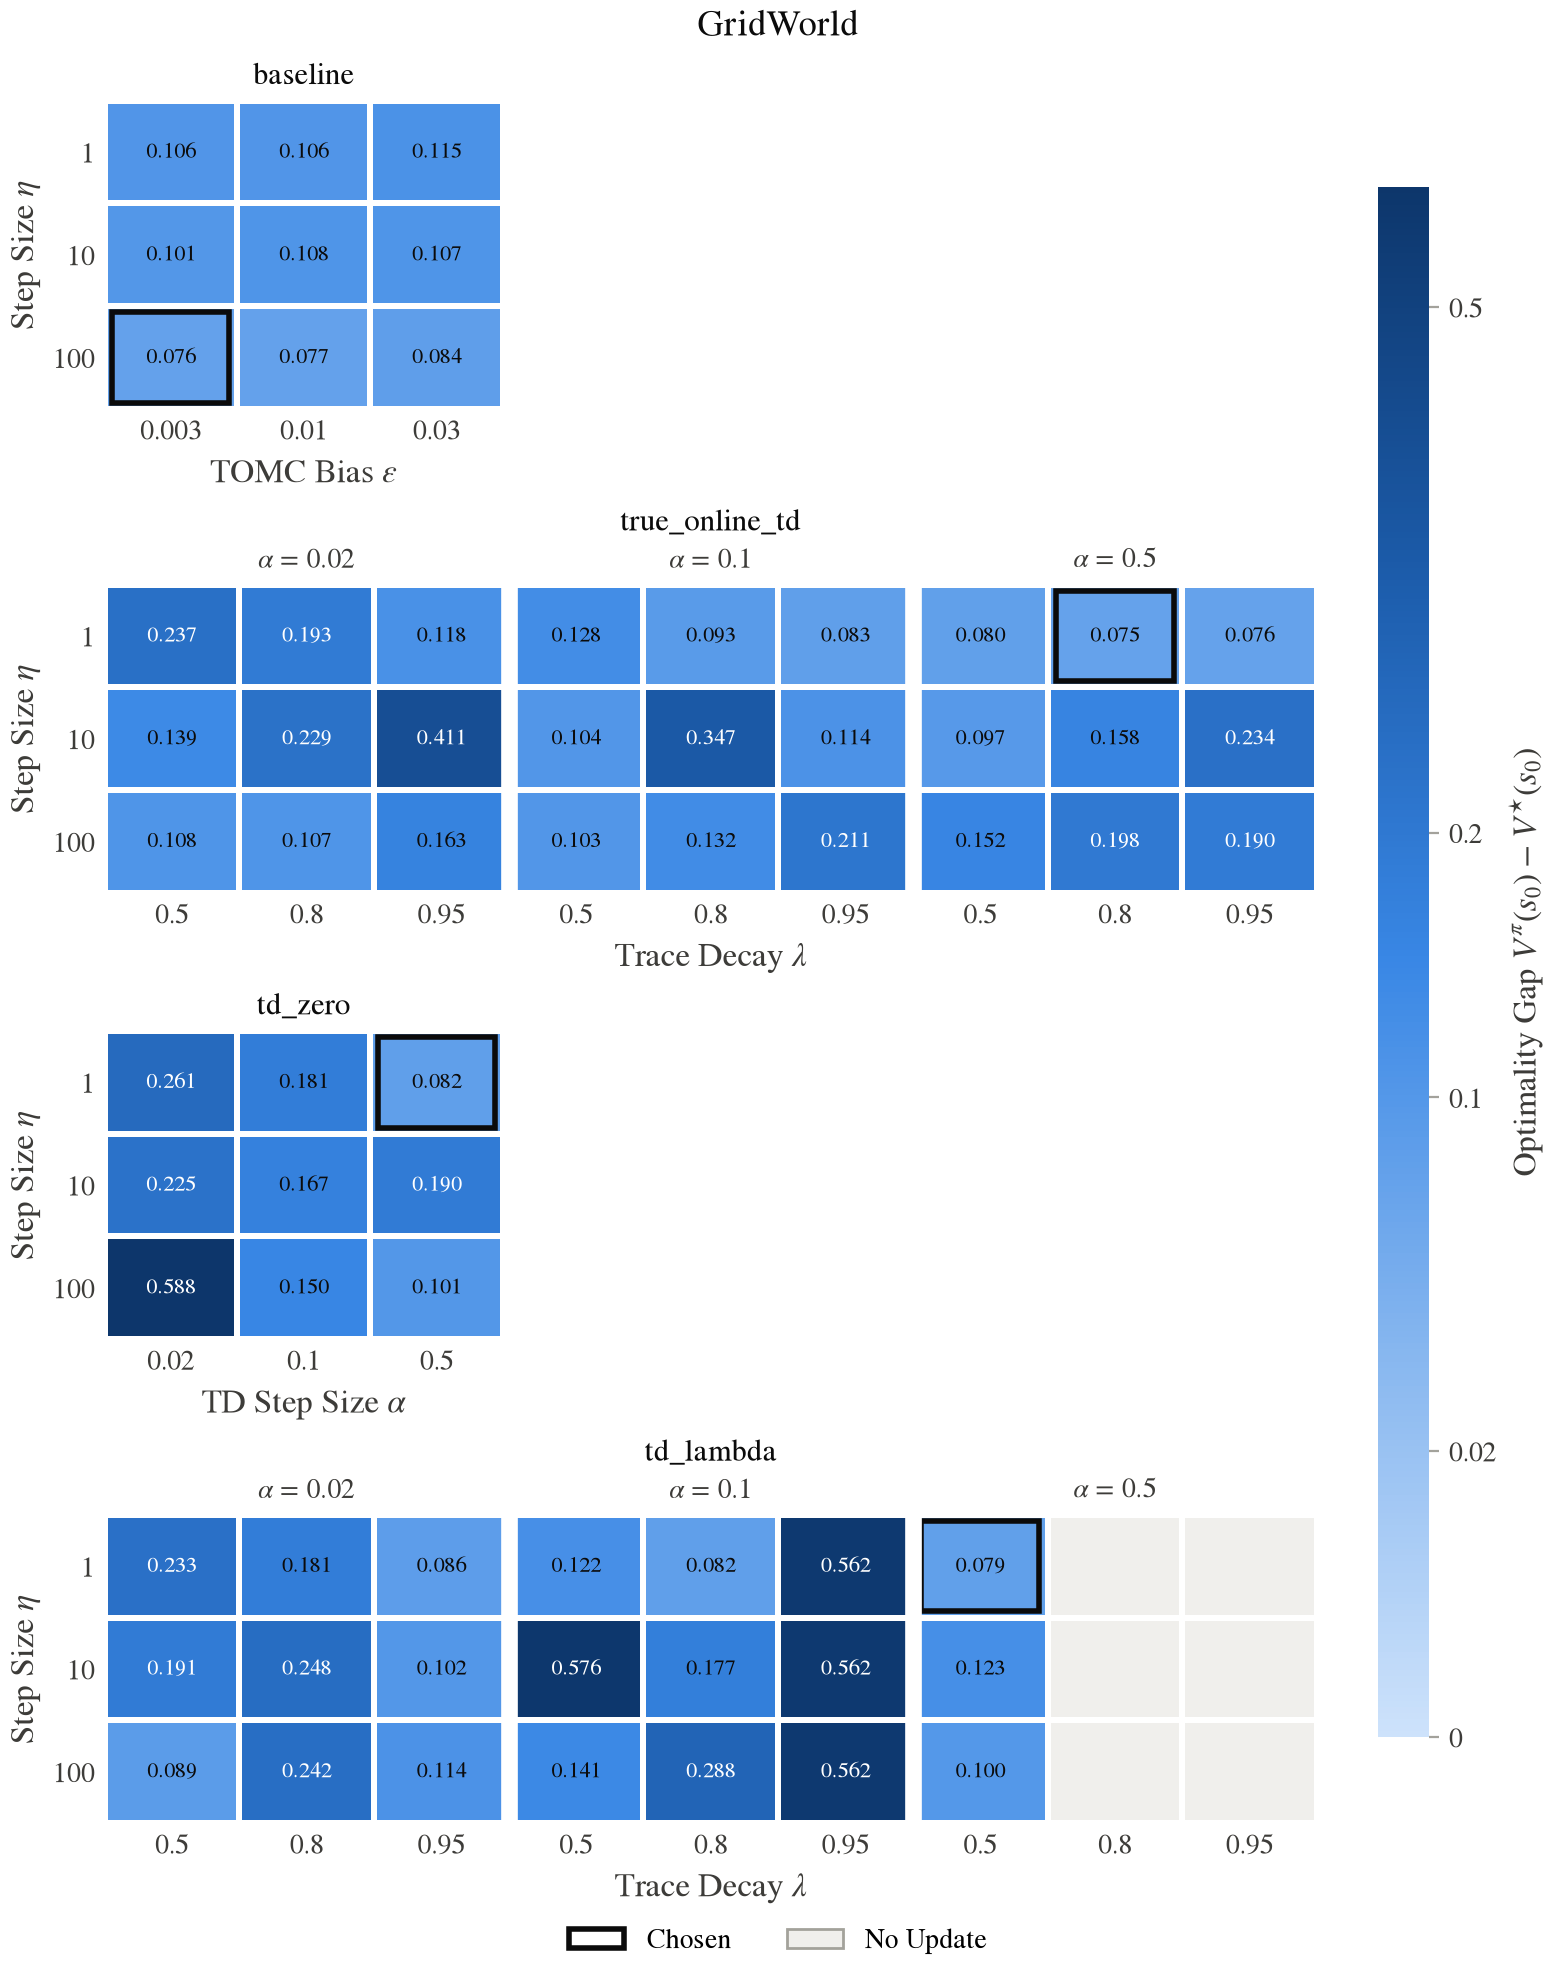 GridWorld
baseline
Step Size η
1 0.106 0.106 0.115
10 0.101 0.108 0.107
100 0.076 0.077 0.084
0.003 0.01 0.03
TOMC Bias ε
true_online_td
α = 0.02 α = 0.1 α = 0.5
Step Size η
1 0.237 0.193 0.118 0.128 0.093 0.083 0.080 0.075 0.076
10 0.139 0.229 0.411 0.104 0.347 0.114 0.097 0.158 0.234
100 0.108 0.107 0.163 0.103 0.132 0.211 0.152 0.198 0.190
0.5 0.8 0.95 0.5 0.8 0.95 0.5 0.8 0.95
Trace Decay λ
td_zero
Step Size η
1 0.261 0.181 0.082
10 0.225 0.167 0.190
100 0.588 0.150 0.101
0.02 0.1 0.5
TD Step Size α
td_lambda
α = 0.02 α = 0.1 α = 0.5
Step Size η
1 0.233 0.181 0.086 0.122 0.082 0.562 0.079
10 0.191 0.248 0.102 0.576 0.177 0.562 0.123
100 0.089 0.242 0.114 0.141 0.288 0.562 0.100
0.5 0.8 0.95 0.5 0.8 0.95 0.5 0.8 0.95
Trace Decay λ
Chosen No Update
0.5
0.2
0.1
0.02
0
Optimality Gap V^π(s₀) − V^★(s₀)